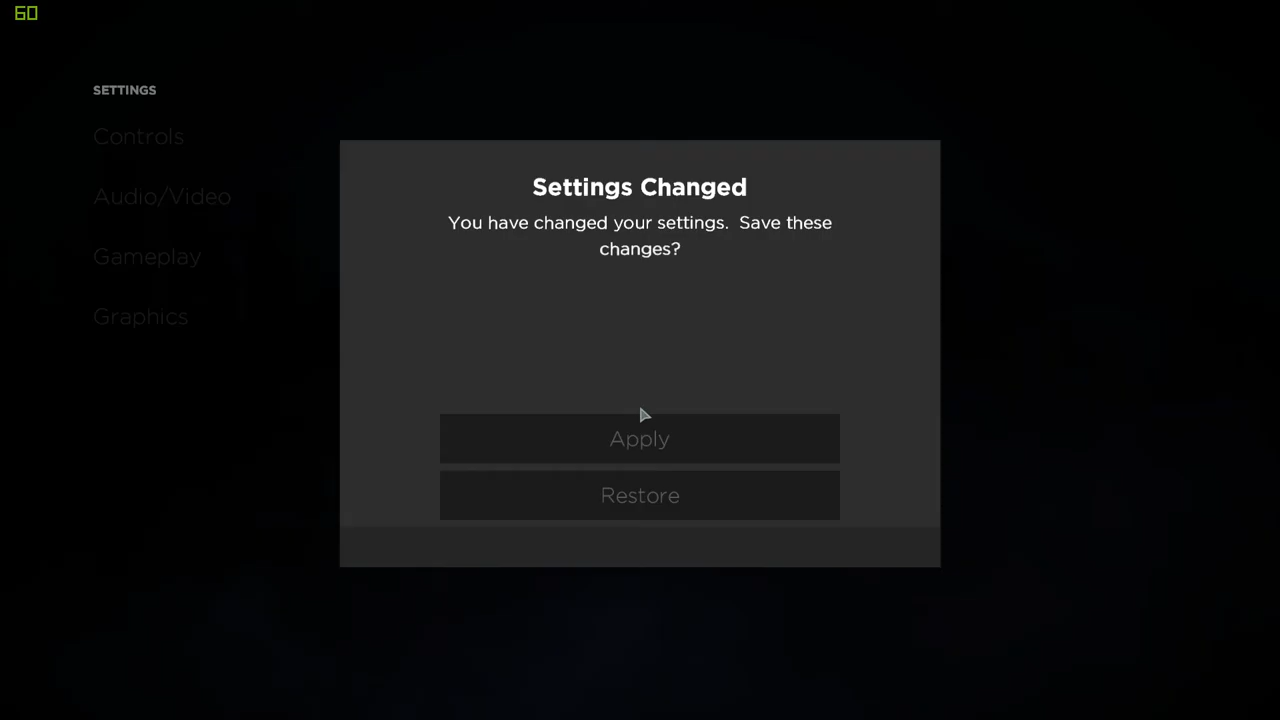 60
SETTINGS
Controls
Audio/Video
Gameplay
Graphics
Settings Changed
You have changed your settings.  Save these
changes?
Apply
Restore